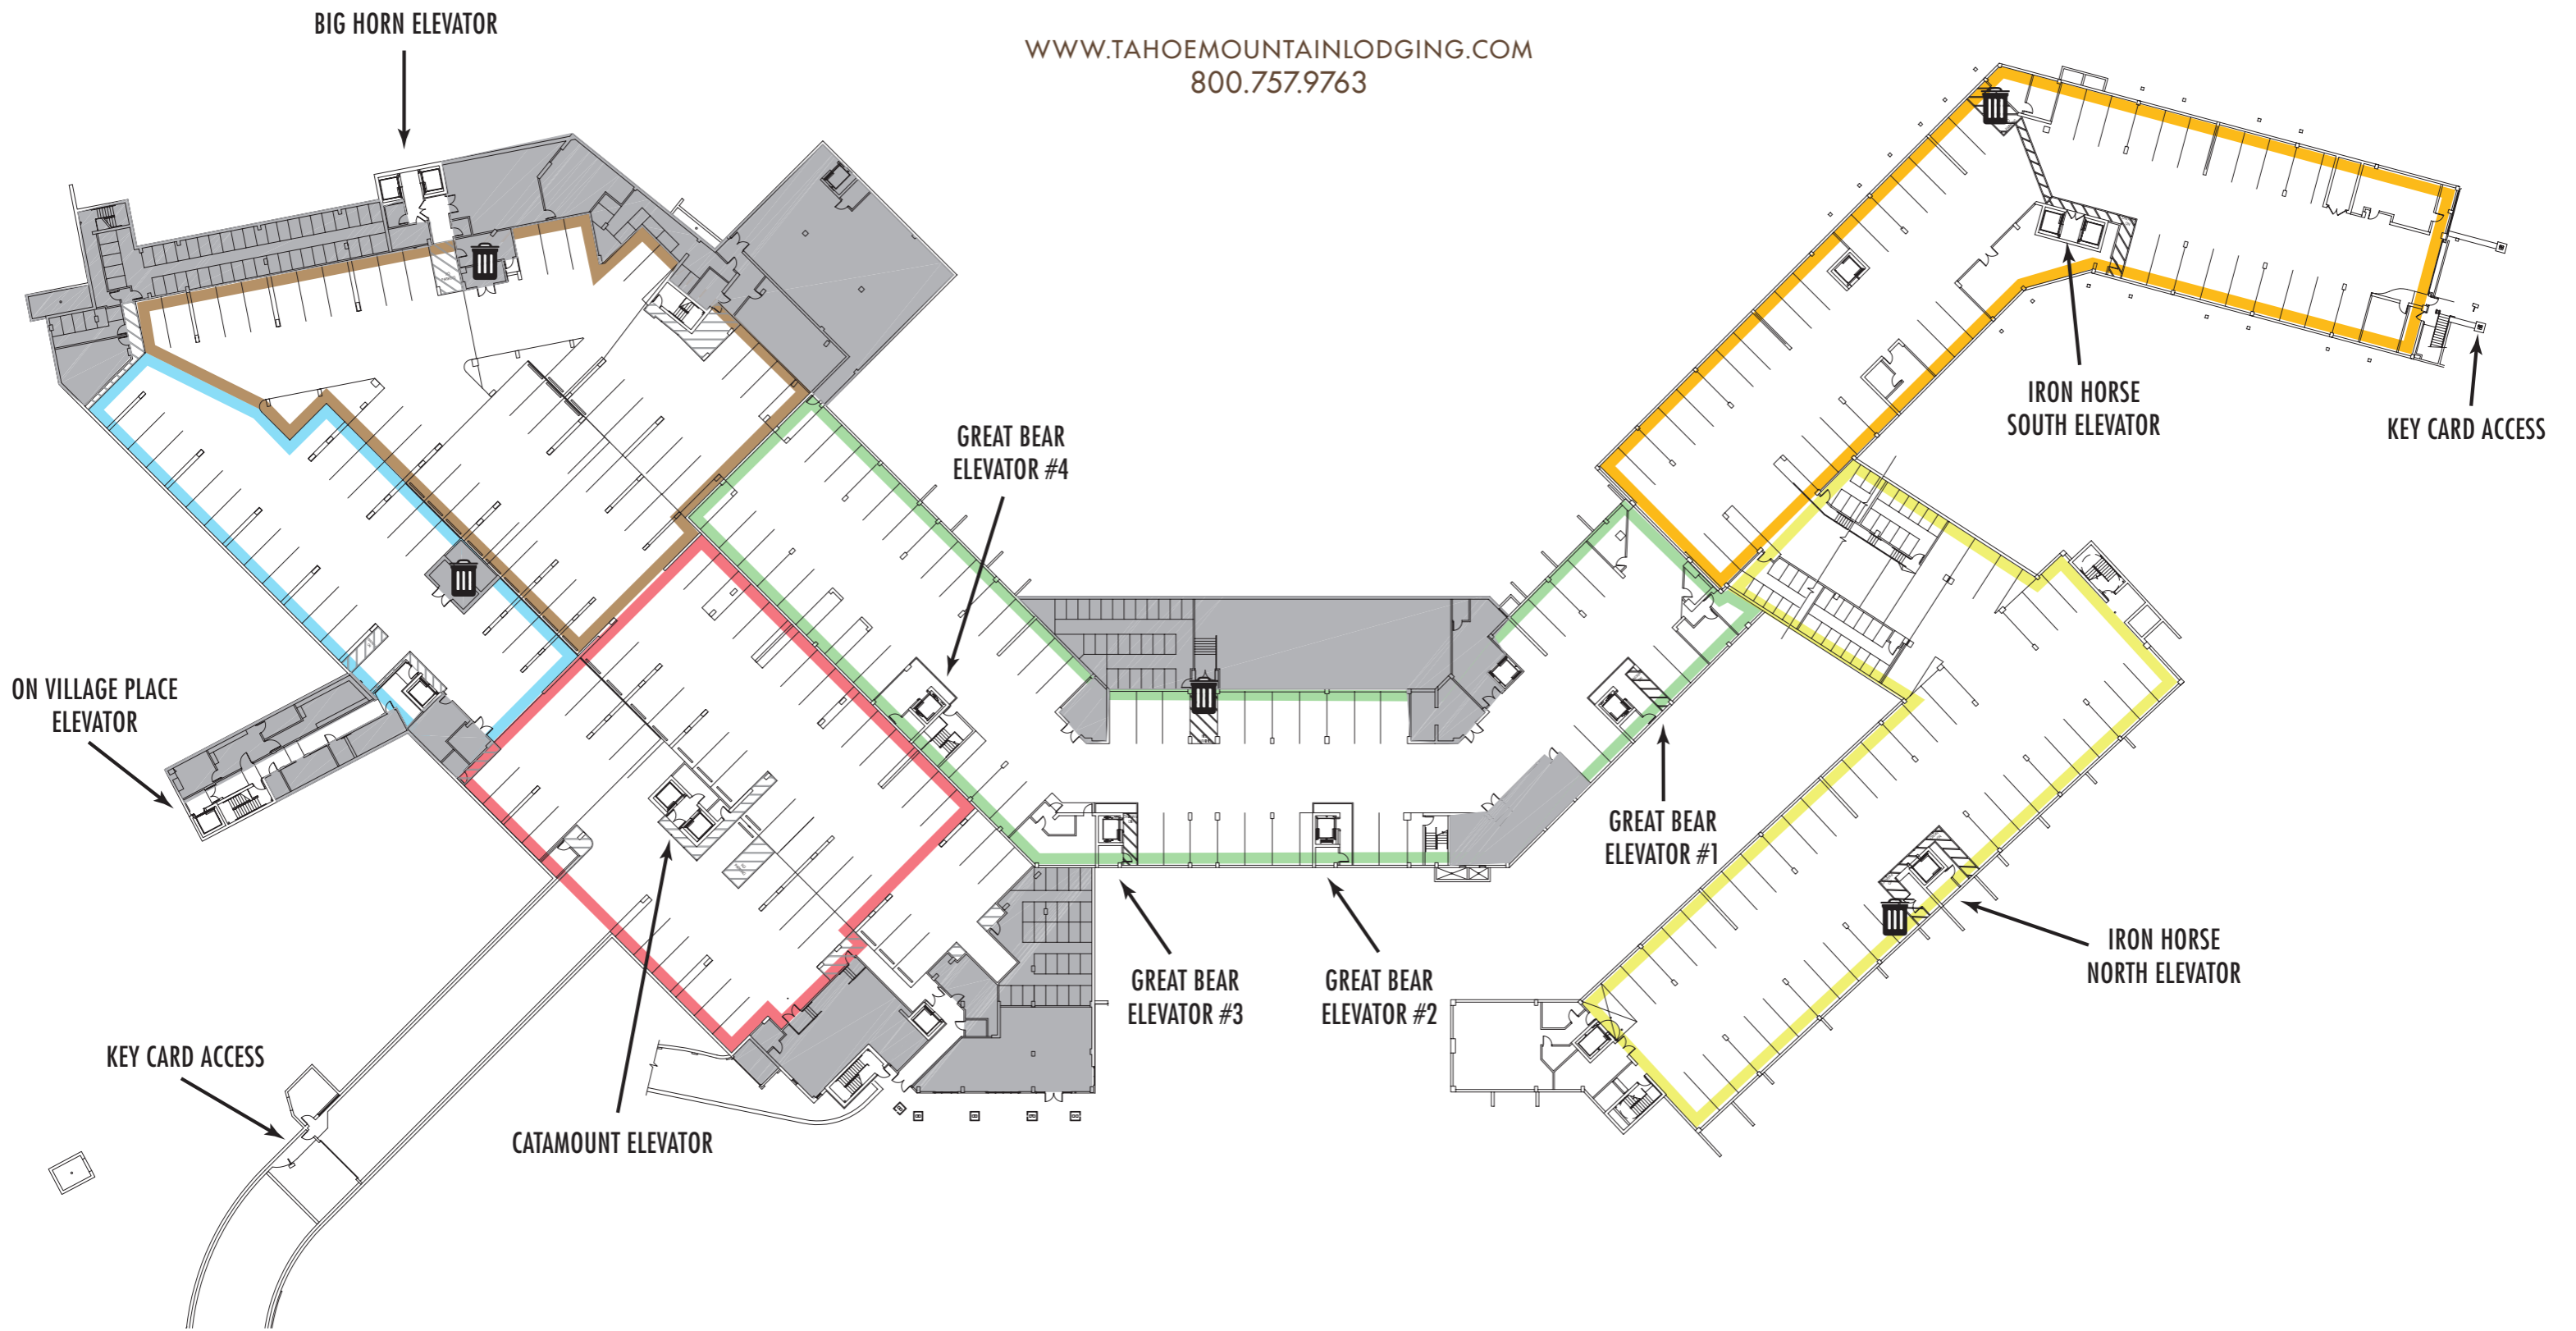 BIG HORN ELEVATOR
WWW.TAHOEMOUNTAINLODGING.COM
800.757.9763
IRON HORSE
SOUTH ELEVATOR
KEY CARD ACCESS
GREAT BEAR
ELEVATOR #4
ON VILLAGE PLACE
ELEVATOR
GREAT BEAR
ELEVATOR #1
IRON HORSE
NORTH ELEVATOR
GREAT BEAR
ELEVATOR #3
GREAT BEAR
ELEVATOR #2
KEY CARD ACCESS
CATAMOUNT ELEVATOR